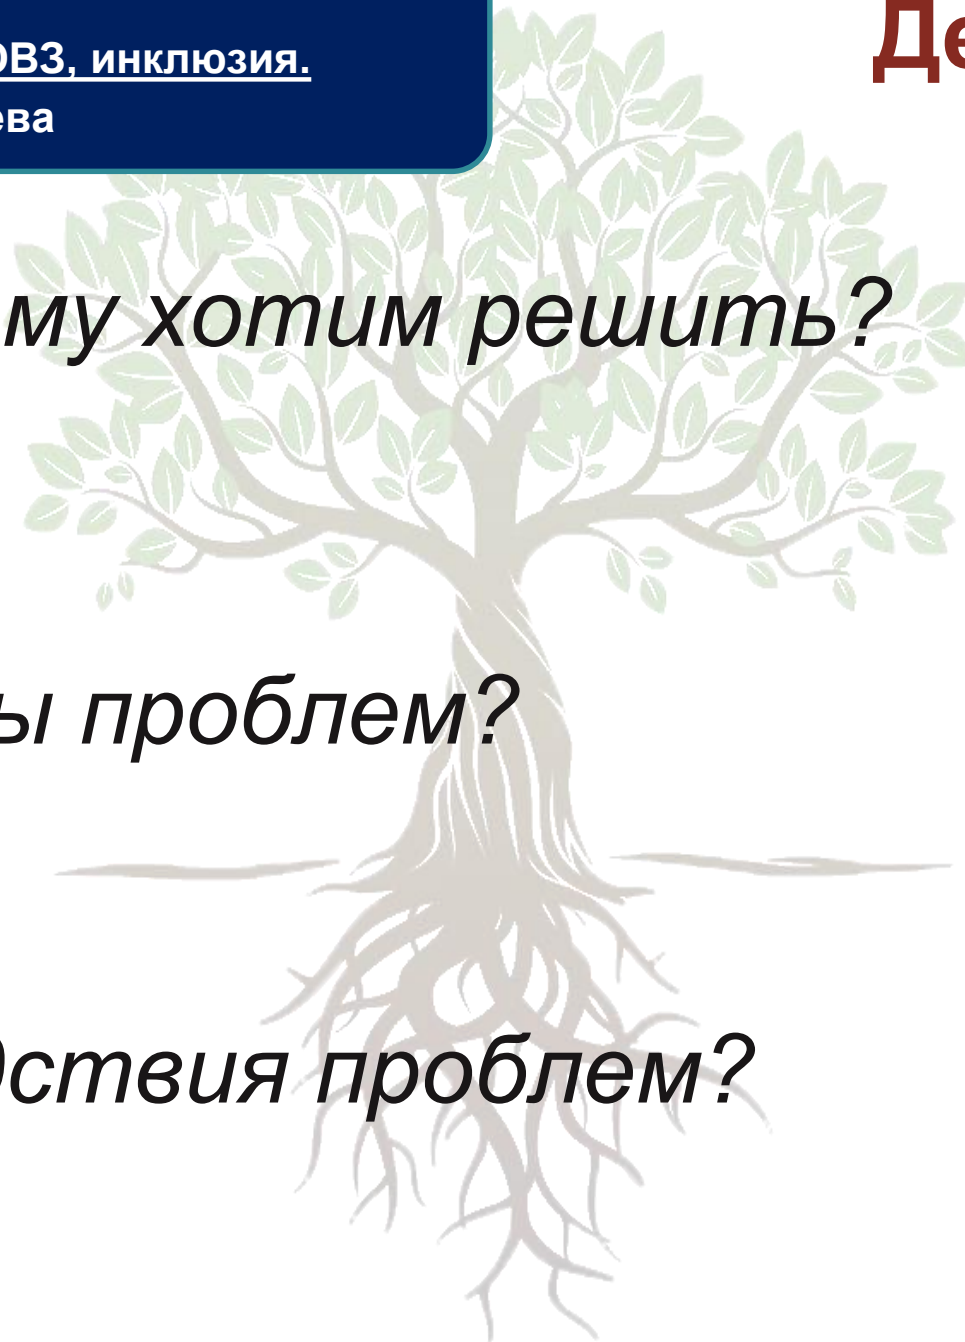 ОВЗ, инклюзия.
ева
Де
му хотим решить?
ы проблем?
дствия проблем?